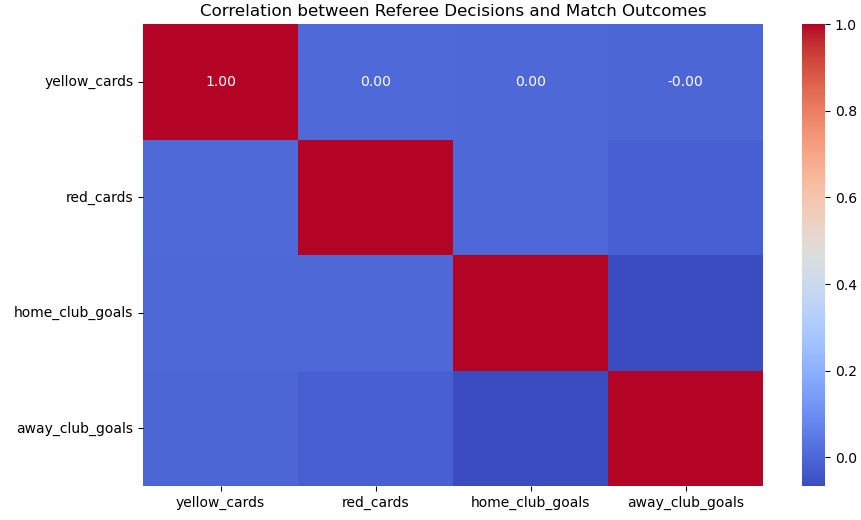 Correlation between Referee Decisions and Match Outcomes
yellow_cards 1.00 0.00 0.00 -0.00
red_cards
home_club_goals
away_club_goals
yellow_cards red_cards home_club_goals away_club_goals
1.0
0.8
0.6
0.4
0.2
0.0